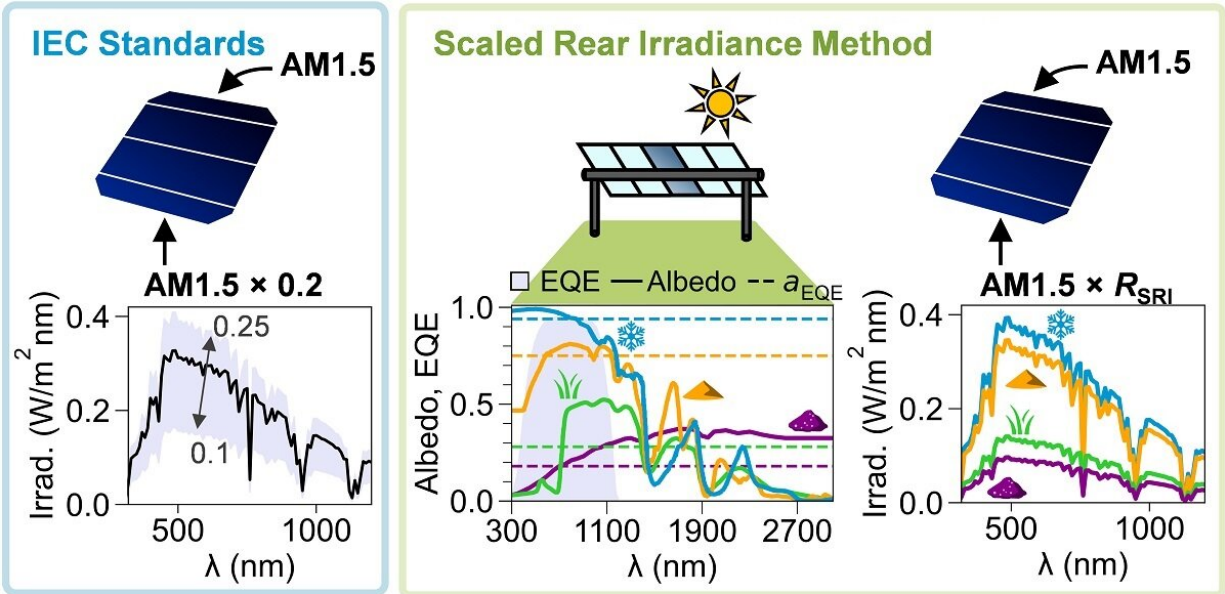 IEC Standards
AM1.5
AM1.5 × 0.2
Irrad. (W/m² nm)
0.4
0.2
0.0
0.25
0.1
500
1000
λ (nm)
Scaled Rear Irradiance Method
EQE
Albedo
aEQE
Albedo, EQE
1.0
0.5
0.0
300
1100
1900
2700
λ (nm)
AM1.5
AM1.5 × RSRI
Irrad. (W/m² nm)
0.4
0.2
0.0
500
1000
λ (nm)